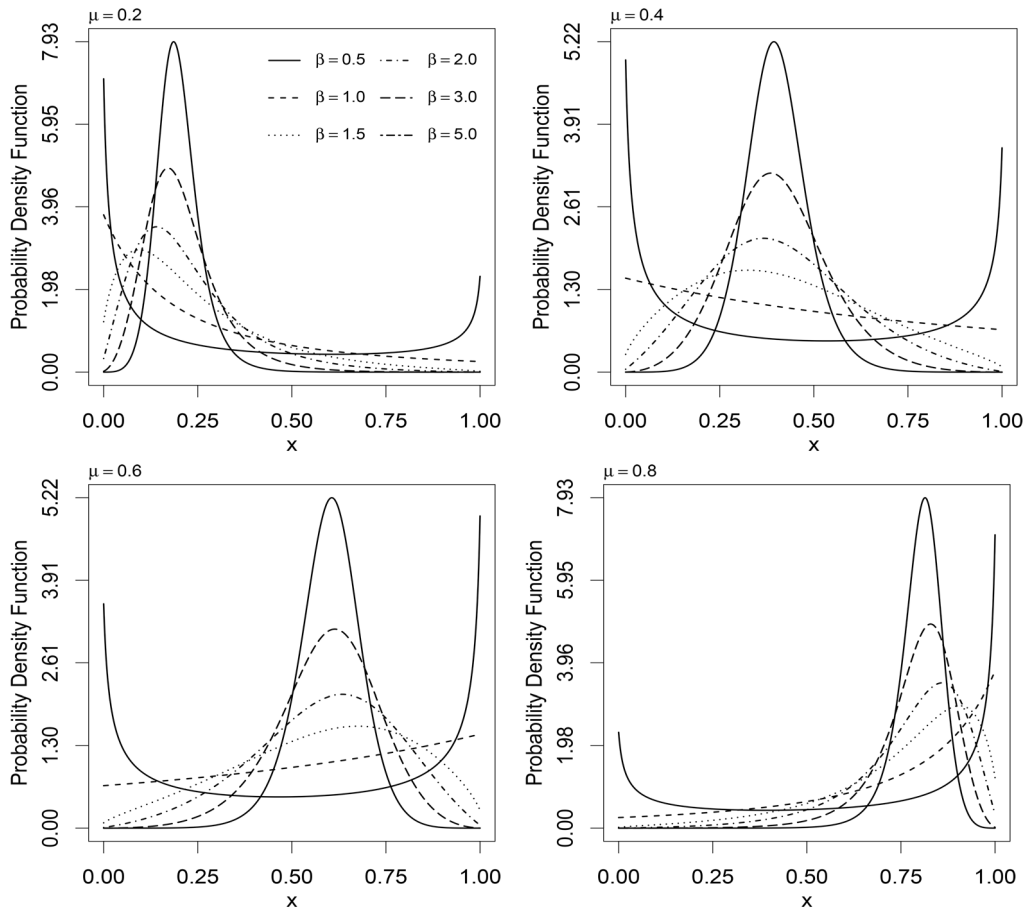 μ = 0.2
Probability Density Function
7.93
5.95
3.96
1.98
0.00
β = 0.5
β = 1.0
β = 1.5
β = 2.0
β = 3.0
β = 5.0
0.00 0.25 0.50 0.75 1.00
x
μ = 0.4
Probability Density Function
5.22
3.91
2.61
1.30
0.00
0.00 0.25 0.50 0.75 1.00
x
μ = 0.6
Probability Density Function
5.22
3.91
2.61
1.30
0.00
0.00 0.25 0.50 0.75 1.00
x
μ = 0.8
Probability Density Function
7.93
5.95
3.96
1.98
0.00
0.00 0.25 0.50 0.75 1.00
x